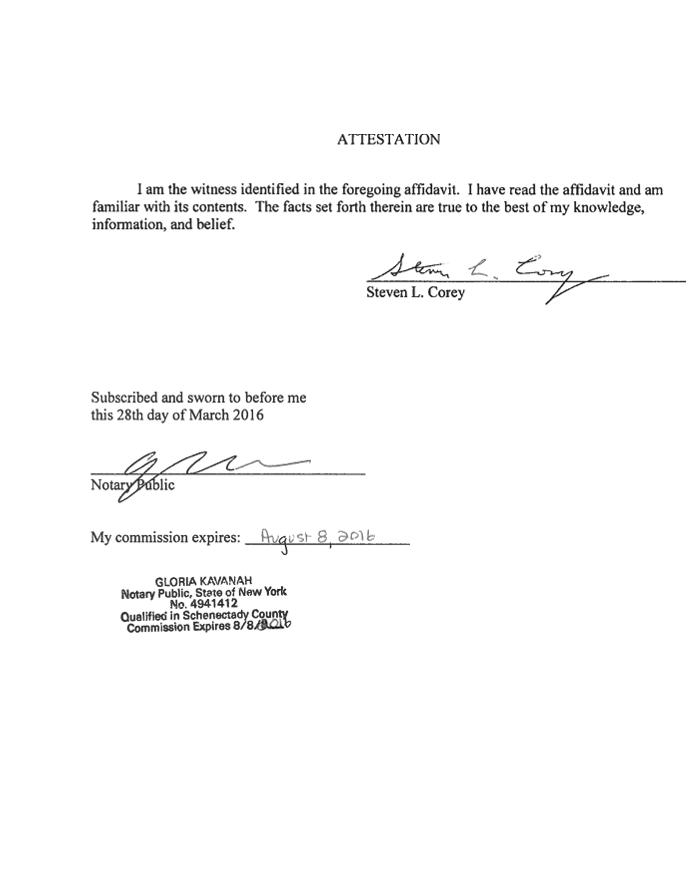 ATTESTATION
I am the witness identified in the foregoing affidavit. I have read the affidavit and am
familiar with its contents. The facts set forth therein are true to the best of my knowledge,
information, and belief.
Steven L. Corey
Steven L. Corey
Subscribed and sworn to before me
this 28th day of March 2016
Notary Public
My commission expires: August 8, 2016
GLORIA KAVANAH
Notary Public, State of New York
No. 4941412
Qualified in Schenectady County
Commission Expires 8/8/2016